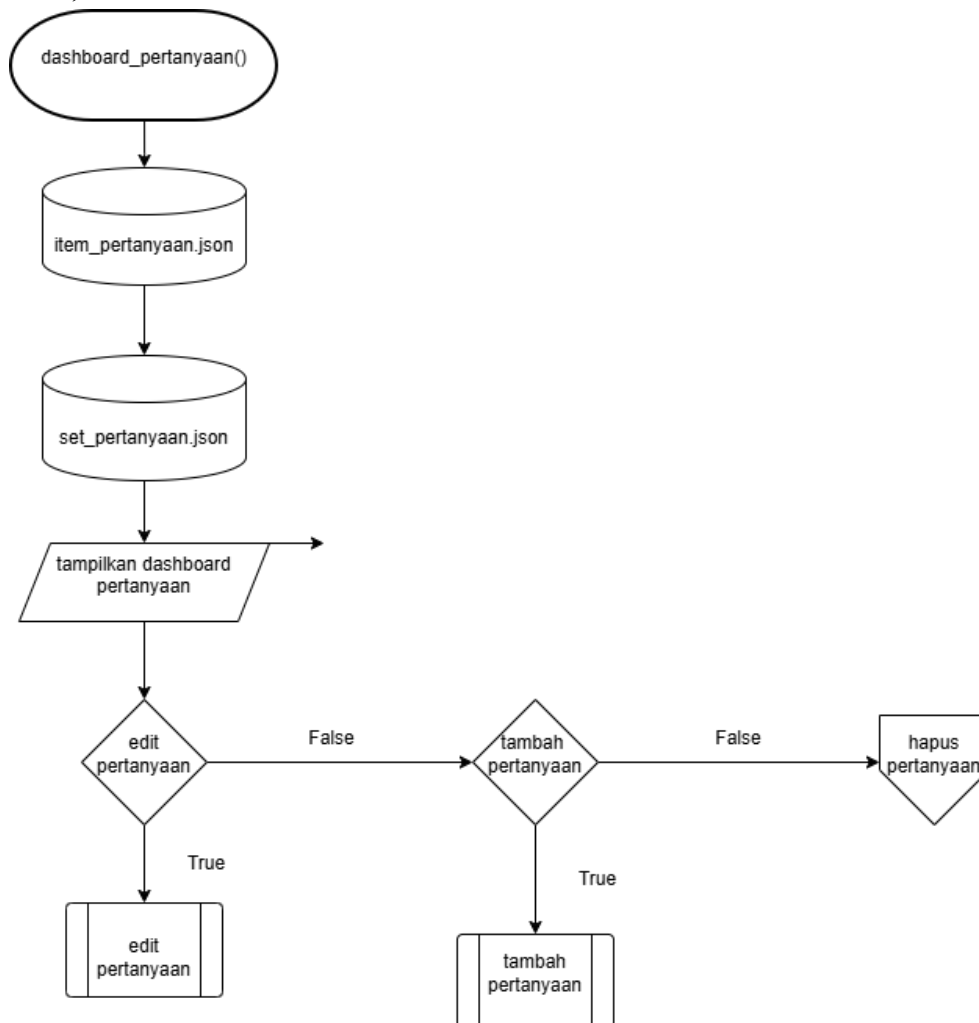 dashboard_pertanyaan()
item_pertanyaan.json
set_pertanyaan.json
tampilkan dashboard
pertanyaan
edit
pertanyaan
False
tambah
pertanyaan
False
hapus
pertanyaan
True
True
edit
pertanyaan
tambah
pertanyaan